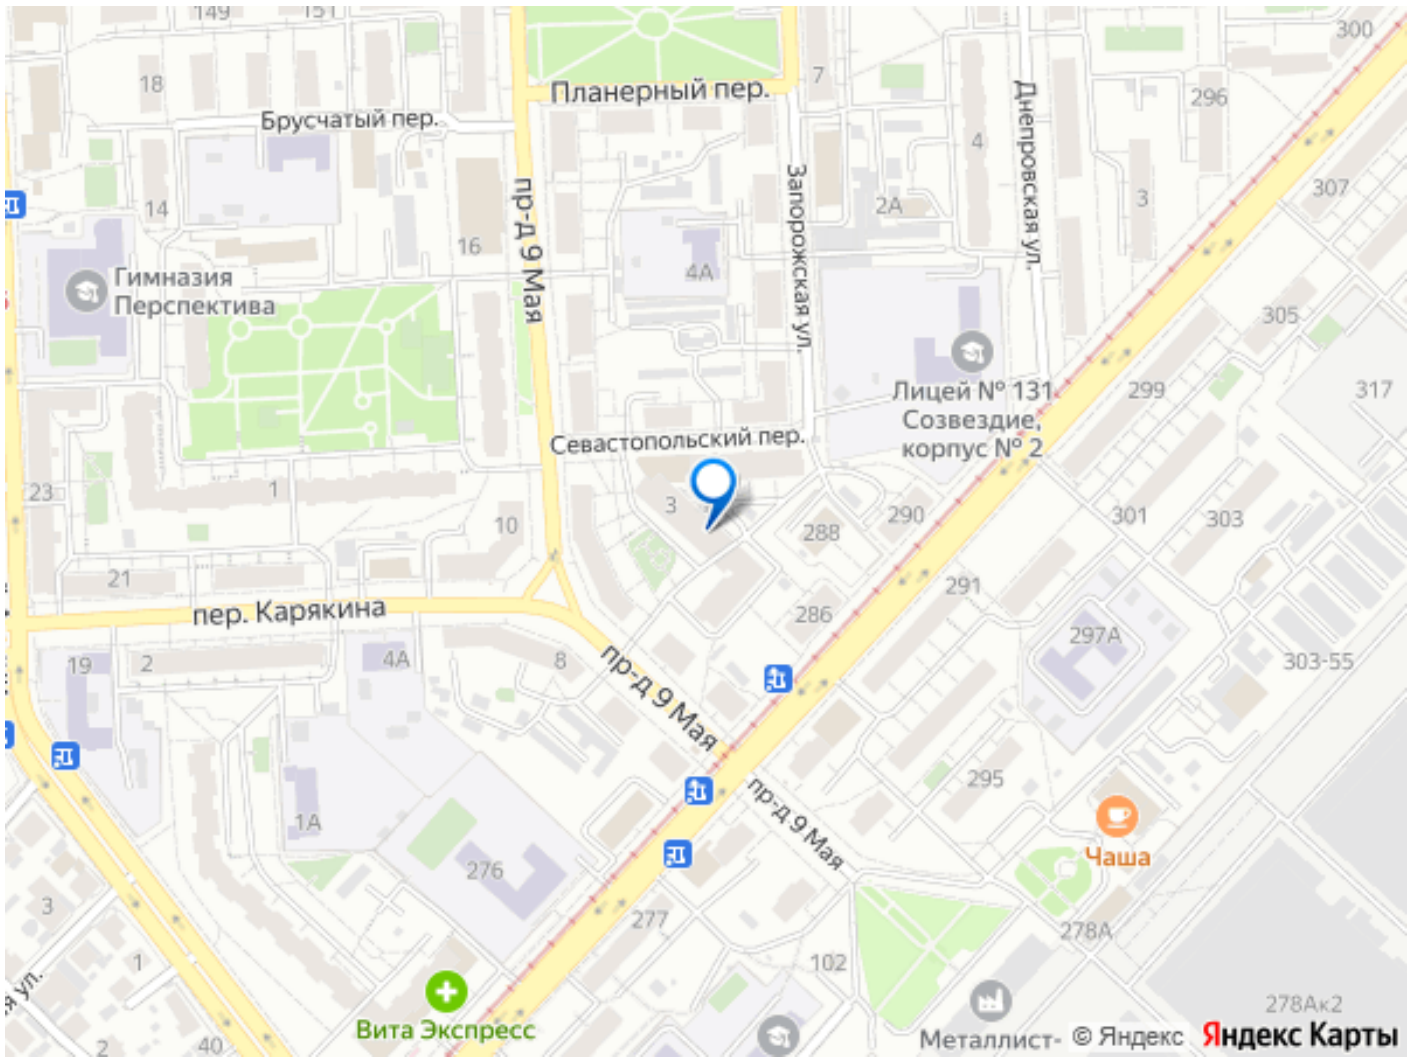 149
151
300
18
7
Планерный пер.
296
Брусчатый пер.
Днепровская ул.
4
307
14
пр-д 9 Мая
Запорожская ул.
2А
3
16
4А
Гимназия
Перспектива
305
299
317
Лицей № 131
Созвездие,
корпус № 2
Севастопольский пер.
23
1
10
3
288
290
301
303
21
291
пер. Карякина
286
297А
19
2
4А
8
пр-д 9 Мая
303-55
295
пр-д 9 Мая
1А
Чаша
276
3
277
278А
1
102
Вита Экспресс
278Ак2
2
40
Металлист-
© Яндекс
Яндекс Карты